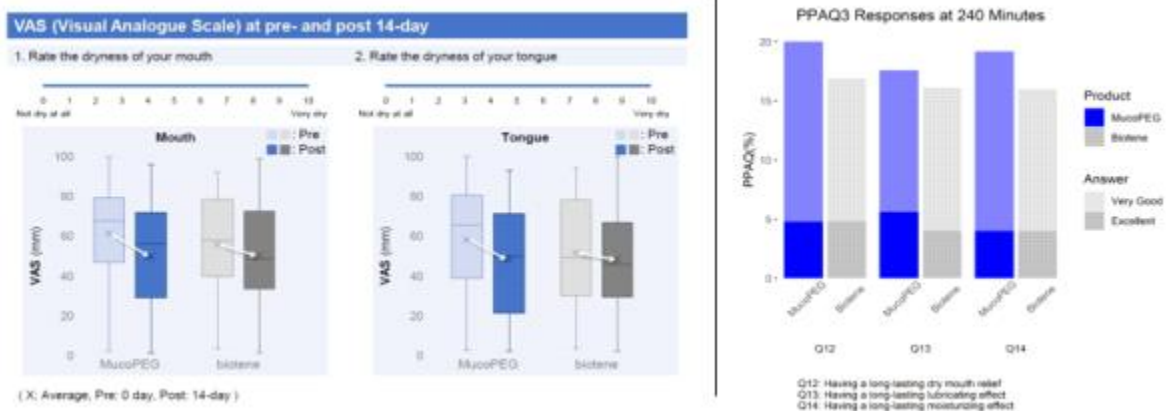 VAS (Visual Analogue Scale) at pre- and post 14-day
1. Rate the dryness of your mouth
2. Rate the dryness of your tongue
0 1 2 3 4 5 6 7 8 9 10
Not dry at all Very dry
0 1 2 3 4 5 6 7 8 9 10
Not dry at all Very dry
Mouth
: Pre
: Post
VAS (mm)
100
80
60
40
20
0
MucoPEG biotene
Tongue
: Pre
: Post
VAS (mm)
100
80
60
40
20
0
MucoPEG biotene
( X: Average, Pre: 0 day, Post: 14-day )
PPAQ3 Responses at 240 Minutes
PPAQ(%)
20
15
10
5
0
MucoPEG Biotene MucoPEG Biotene MucoPEG Biotene
Q12 Q13 Q14
Product
MucoPEG
Biotene
Answer
Very Good
Excellent
Q12: Having a long-lasting dry mouth relief
Q13: Having a long-lasting lubricating effect
Q14: Having a long-lasting moisturizing effect